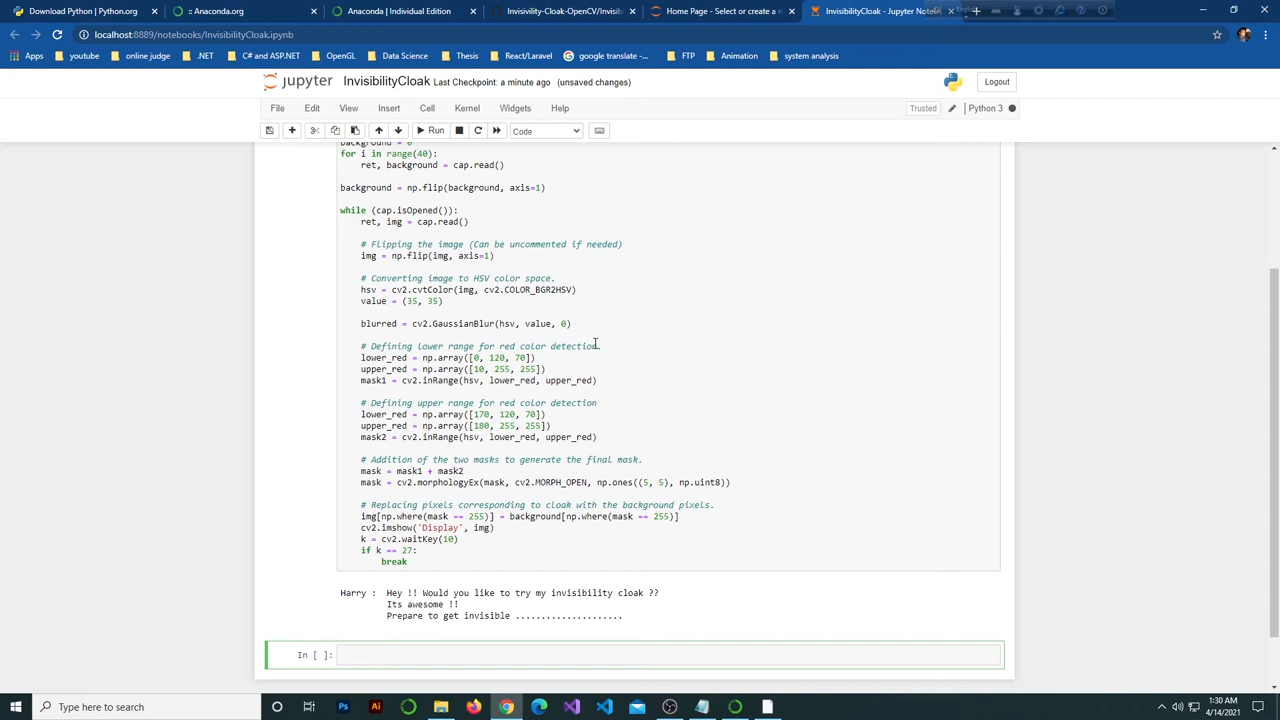 Download Python | Python.org
:: Anaconda.org
Anaconda | Individual Edition
Invisibity-Cloak-OpenCV/Invisib
Home Page - Select or create a n
InvisibilityCloak - Jupyter Note
English
localhost:8889/notebooks/InvisibilityCloak.ipynb
Apps
youtube
online judge
.NET
C# and ASP.NET
OpenGL
Data Science
Thesis
React/Laravel
google translate -...
FTP
Animation
system analysis
jupyter
InvisibilityCloak Last Checkpoint: a minute ago (unsaved changes)
Logout
File Edit View Insert Cell Kernel Widgets Help
Trusted
Python 3
Run
Code
background = 0
for i in range(40):
    ret, background = cap.read()
background = np.flip(background, axis=1)
while (cap.isOpened()):
    ret, img = cap.read()
    # Flipping the image (Can be uncommented if needed)
    img = np.flip(img, axis=1)
    # Converting image to HSV color space.
    hsv = cv2.cvtColor(img, cv2.COLOR_BGR2HSV)
    value = (35, 35)
    blurred = cv2.GaussianBlur(hsv, value, 0)
    # Defining lower range for red color detection.
    lower_red = np.array([0, 120, 70])
    upper_red = np.array([10, 255, 255])
    mask1 = cv2.inRange(hsv, lower_red, upper_red)
    # Defining upper range for red color detection
    lower_red = np.array([170, 120, 70])
    upper_red = np.array([180, 255, 255])
    mask2 = cv2.inRange(hsv, lower_red, upper_red)
    # Addition of the two masks to generate the final mask.
    mask = mask1 + mask2
    mask = cv2.morphologyEx(mask, cv2.MORPH_OPEN, np.ones((5, 5), np.uint8))
    # Replacing pixels corresponding to cloak with the background pixels.
    img[np.where(mask == 255)] = background[np.where(mask == 255)]
    cv2.imshow('Display', img)
    k = cv2.waitKey(10)
    if k == 27:
        break
Harry :  Hey !! Would you like to try my invisibility cloak ??
         Its awesome !!
         Prepare to get invisible .....................
In [ ]:
Type here to search
Ps
Ai
1:30 AM
4/14/2021